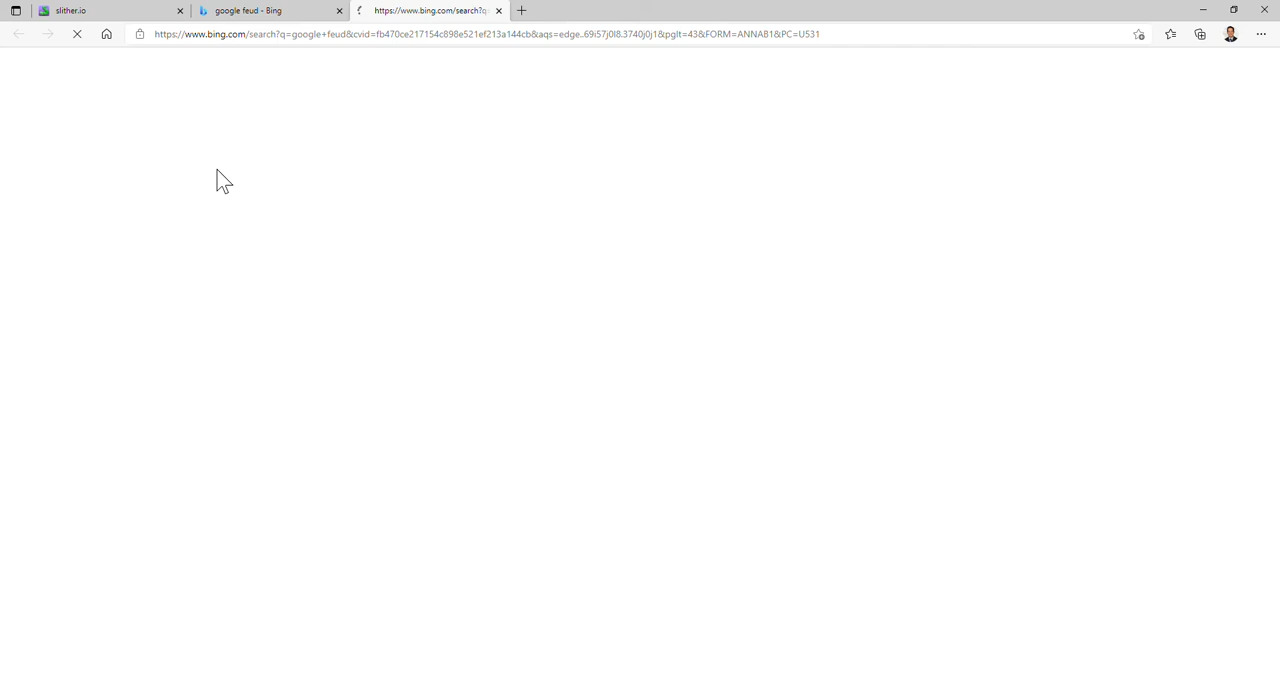 slither.io
google feud - Bing
https://www.bing.com/search?q=
https://www.bing.com/search?q=google+feud&cvid=fb470ce217154c898e521ef213a144cb&aqs=edge..69i57j0l8.3740j0j1&pglt=43&FORM=ANNAB1&PC=U531